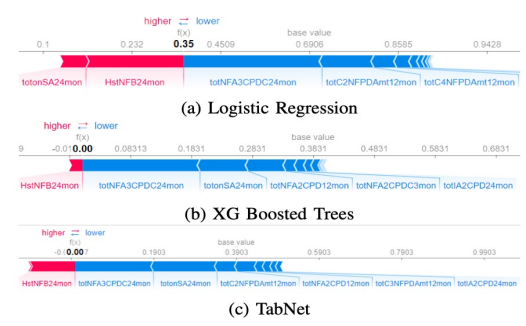 higher ⇄ lower
f(x) base value
0.1 0.232 0.35 0.4509 0.6906 0.8585 0.9428
totonSA24mon HstNFB24mon totNFA3CPDC24mon totC2NFPDAmt12mon totC4NFPDAmt12mon
(a) Logistic Regression
higher ⇄ lower
f(x) base value
9 0.00 0.08313 0.1831 0.2831 0.3831 0.4831 0.5831 0.6831
HstNFB24mon totNFA3CPDC24mon totonSA24mon totNFA2CPD12mon totNFA2CPDC3mon totIA2CPD24mon
(b) XG Boosted Trees
higher ⇄ lower
f(x) base value
0.00 0.1903 0.3903 0.5903 0.7903 0.9903
HstNFB24mon totNFA3CPDC24mon totonSA24mon totC2NFPDAmt12mon totNFA2CPD12mon totC3NFPDAmt12mon totIA2CPD24mon
(c) TabNet